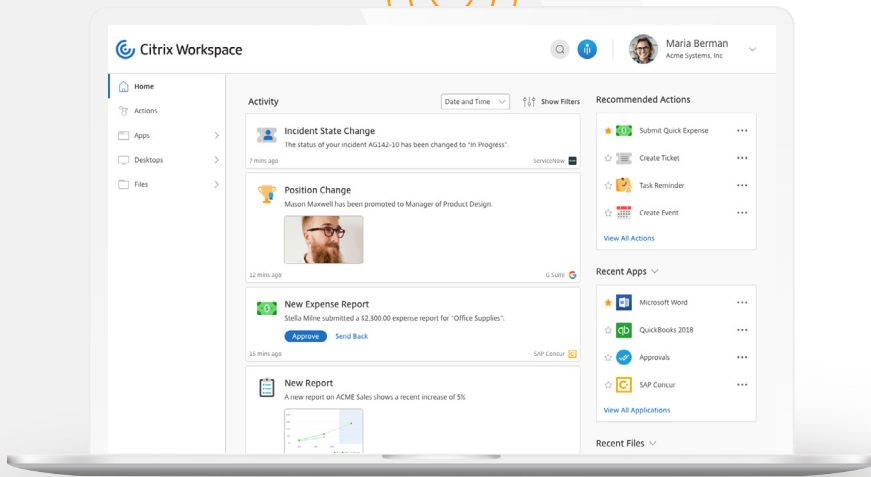 Citrix Workspace
Maria Berman
Acme Systems, Inc
Home
Actions
Apps
Desktops
Files
Activity
Date and Time
Show Filters
Incident State Change
The status of your incident AG142-10 has been changed to "In Progress".
7 mins ago
ServiceNow
Position Change
Mason Maxwell has been promoted to Manager of Product Design.
12 mins ago
G Suite
New Expense Report
Stella Milne submitted a $2.300.00 expense report for "Office Supplies".
Approve
Send Back
15 mins ago
SAP Concur
New Report
A new report on ACME Sales shows a recent increase of 5%
Recommended Actions
Submit Quick Expense
Create Ticket
Task Reminder
Create Event
View All Actions
Recent Apps
Microsoft Word
QuickBooks 2018
Approvals
SAP Concur
View All Applications
Recent Files